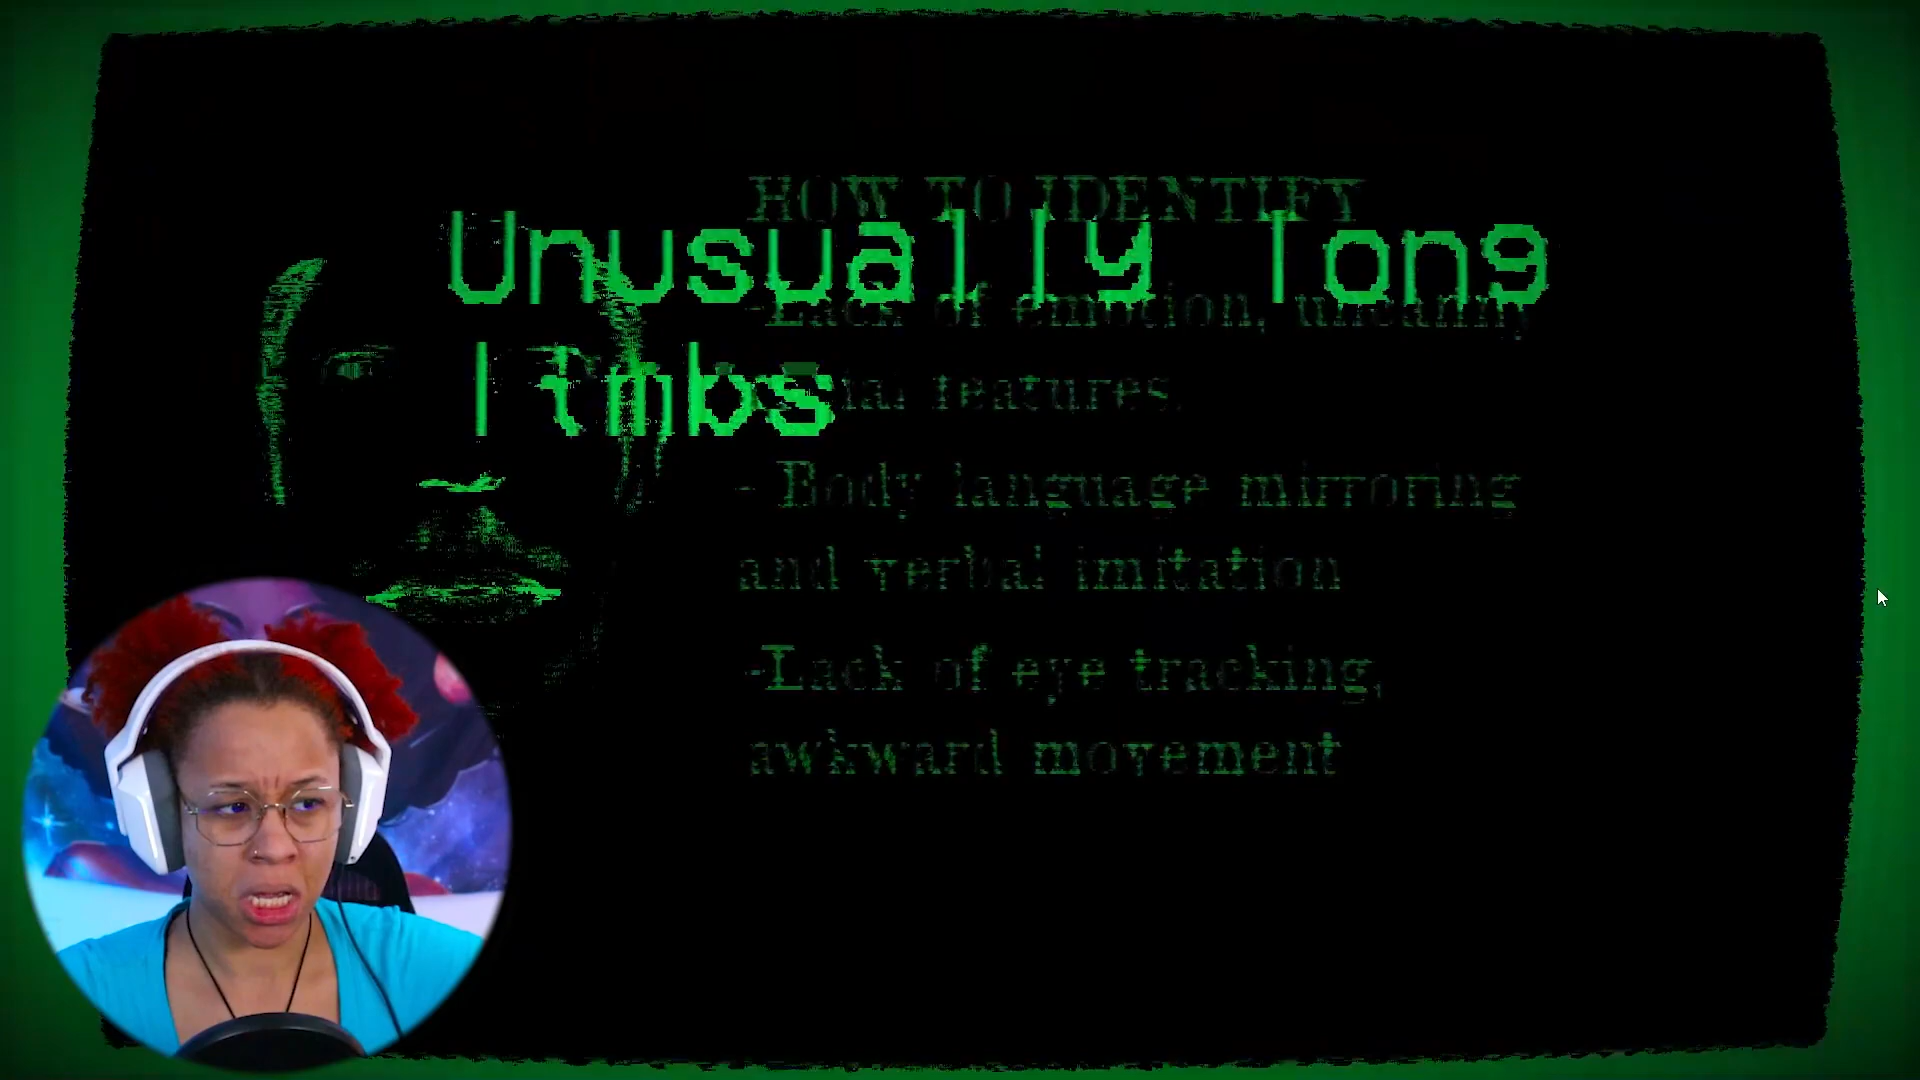 HOW TO IDENTIFY
Unusually long
-Lack of emotion, uncanny
limbs
features.
- Body language mirroring
and verbal imitation
-Lack of eye tracking,
awkward movement